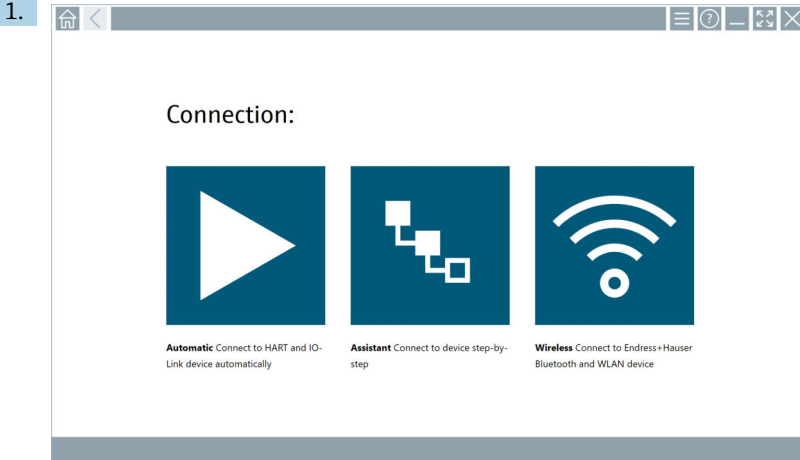 1.
?
Connection:
Automatic Connect to HART and IO-
Link device automatically
Assistant Connect to device step-by-
step
Wireless Connect to Endress+Hauser
Bluetooth and WLAN device